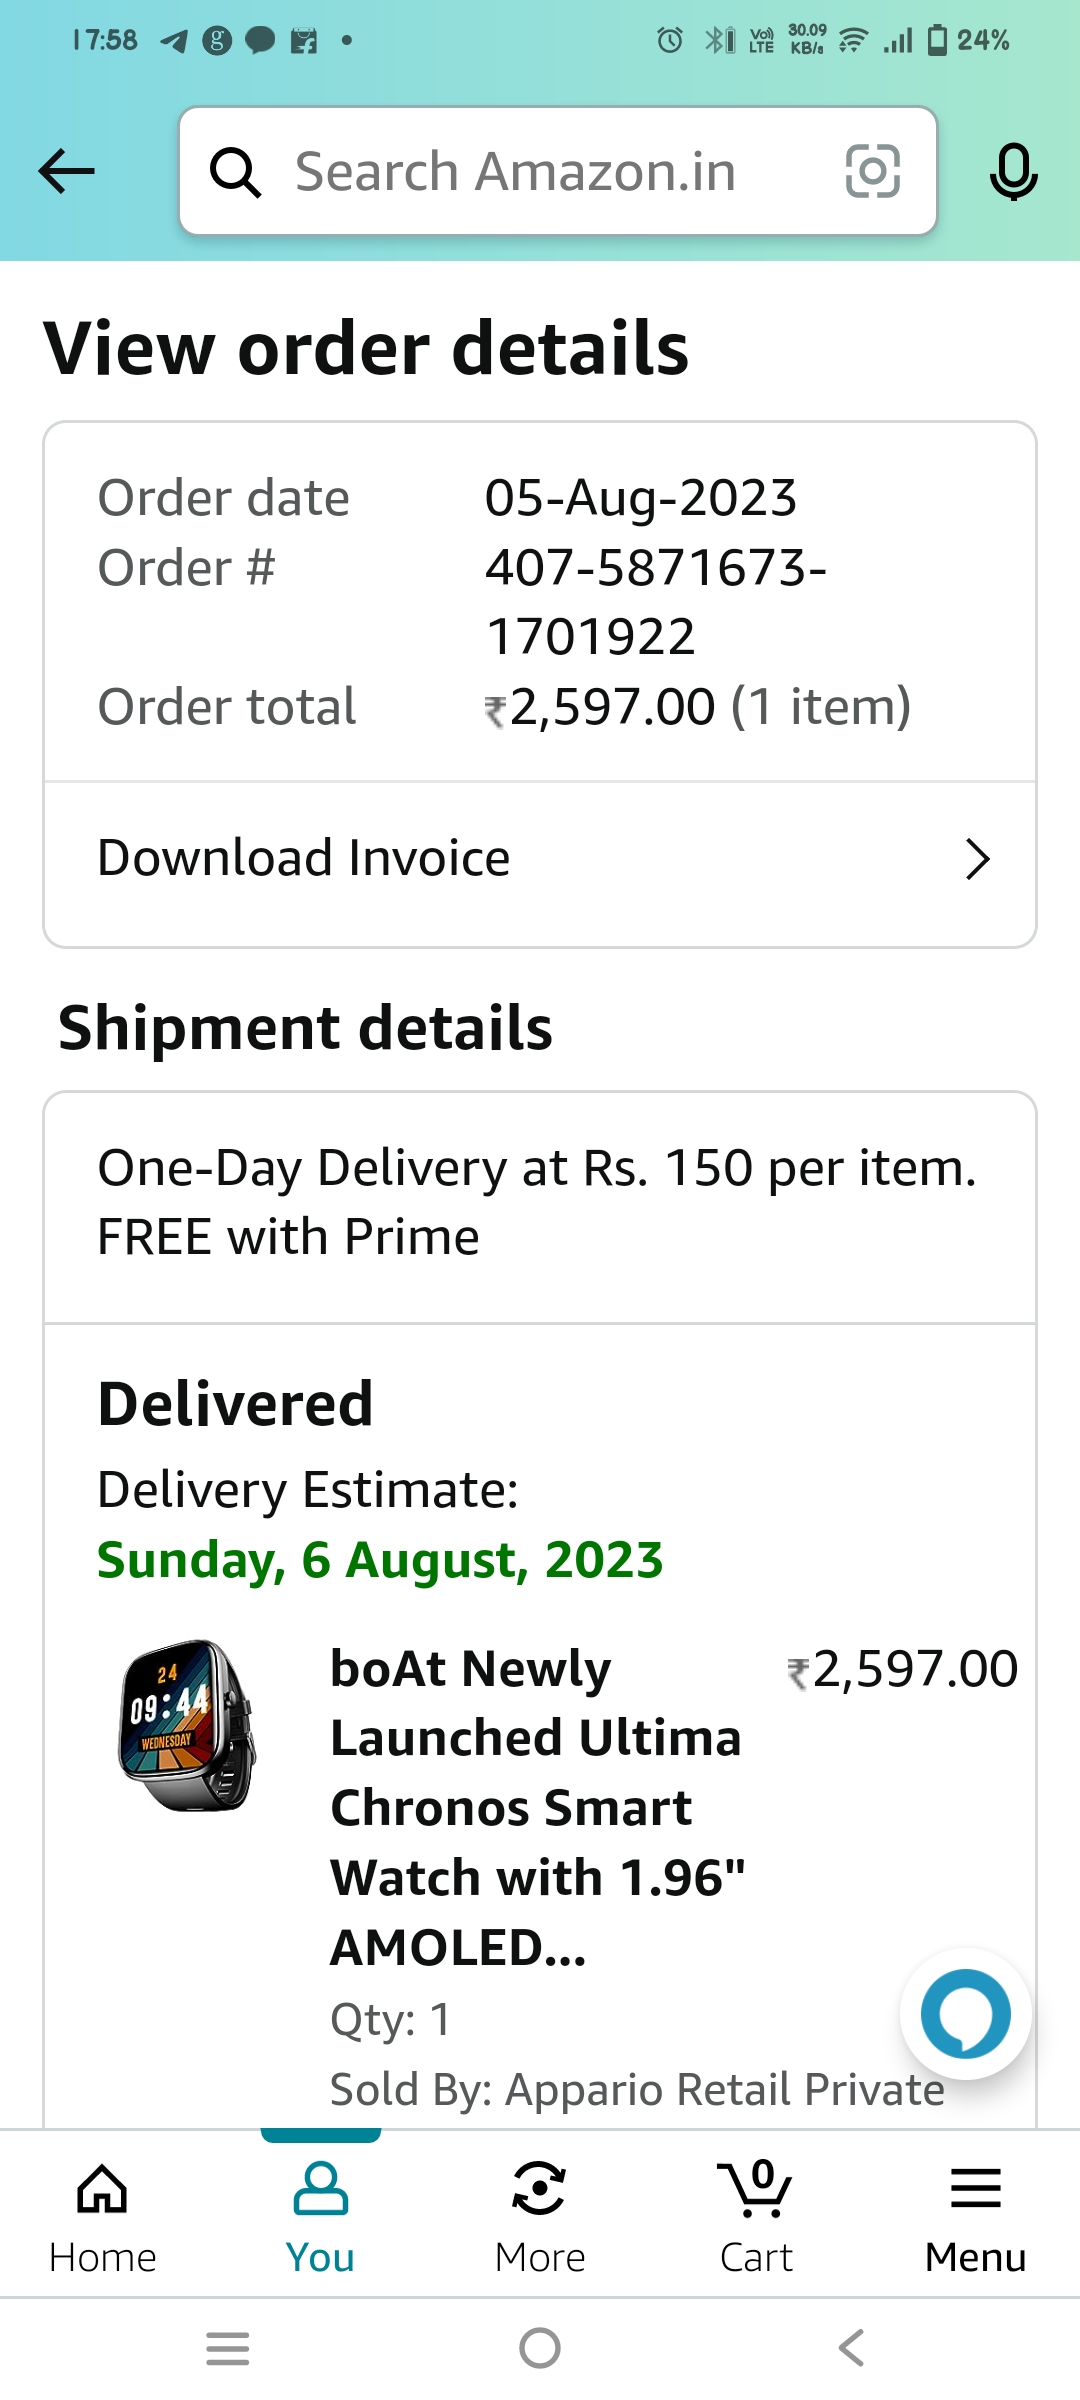 17:58
VoD LTE
30.09 KB/s
24%
Search Amazon.in
View order details
Order date 05-Aug-2023
Order # 407-5871673-
1701922
Order total ₹2,597.00 (1 item)
Download Invoice
Shipment details
One-Day Delivery at Rs. 150 per item.
FREE with Prime
Delivered
Delivery Estimate:
Sunday, 6 August, 2023
24
09:44
WEDNESDAY
boAt Newly ₹2,597.00
Launched Ultima
Chronos Smart
Watch with 1.96"
AMOLED...
Qty: 1
Sold By: Appario Retail Private
0
Home You More Cart Menu